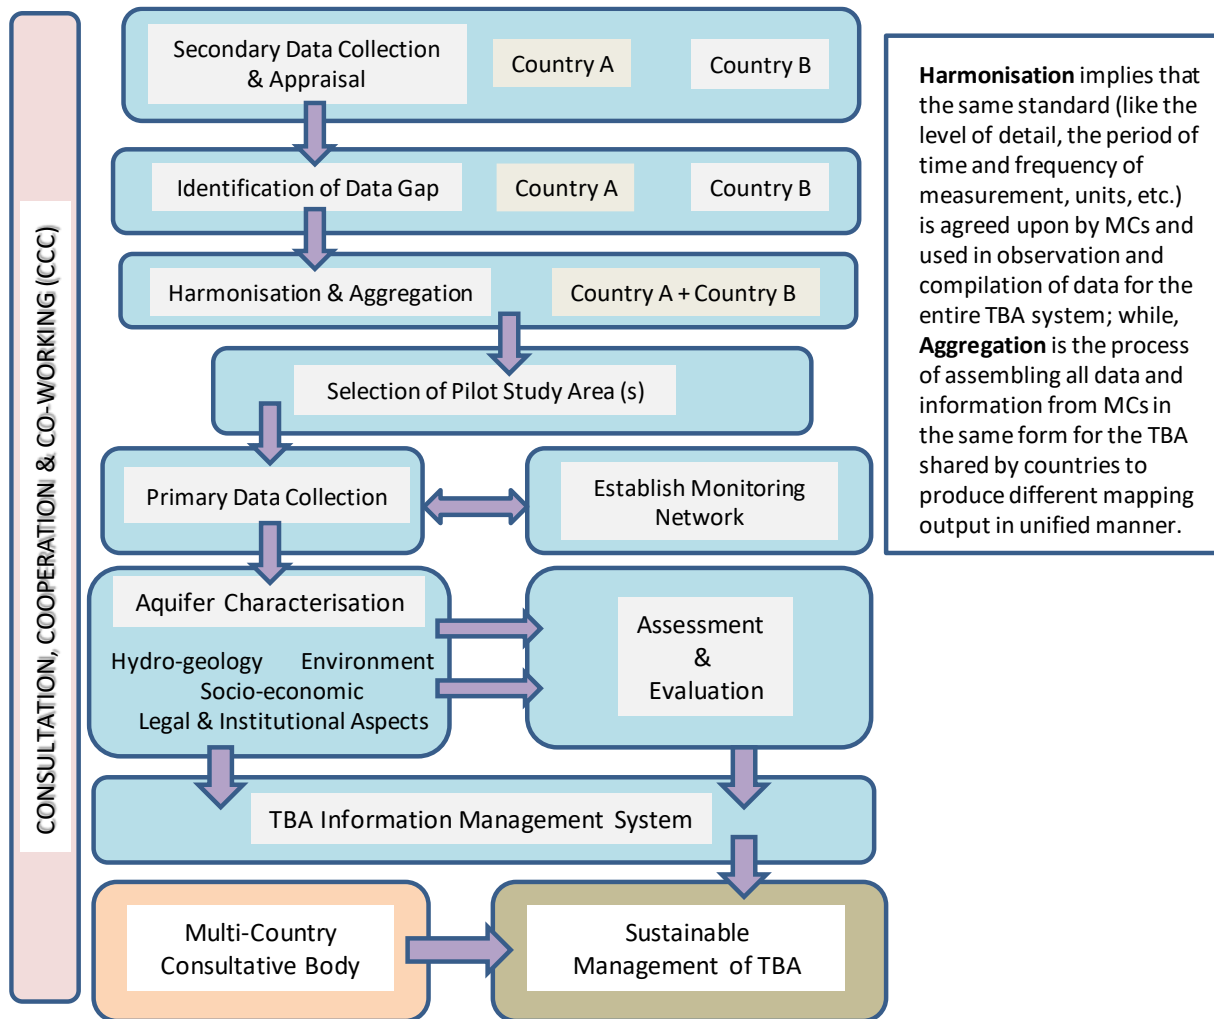 CONSULTATION, COOPERATION & CO-WORKING (CCC)
Secondary Data Collection
& Appraisal
Country A
Country B
Identification of Data Gap
Country A
Country B
Harmonisation & Aggregation
Country A + Country B
Selection of Pilot Study Area (s)
Primary Data Collection
Establish Monitoring
Network
Aquifer Characterisation
Hydro-geology Environment
Socio-economic
Legal & Institutional Aspects
Assessment
&
Evaluation
TBA Information Management System
Multi-Country
Consultative Body
Sustainable
Management of TBA
Harmonisation implies that
the same standard (like the
level of detail, the period of
time and frequency of
measurement, units, etc.)
is agreed upon by MCs and
used in observation and
compilation of data for the
entire TBA system; while,
Aggregation is the process
of assembling all data and
information from MCs in
the same form for the TBA
shared by countries to
produce different mapping
output in unified manner.